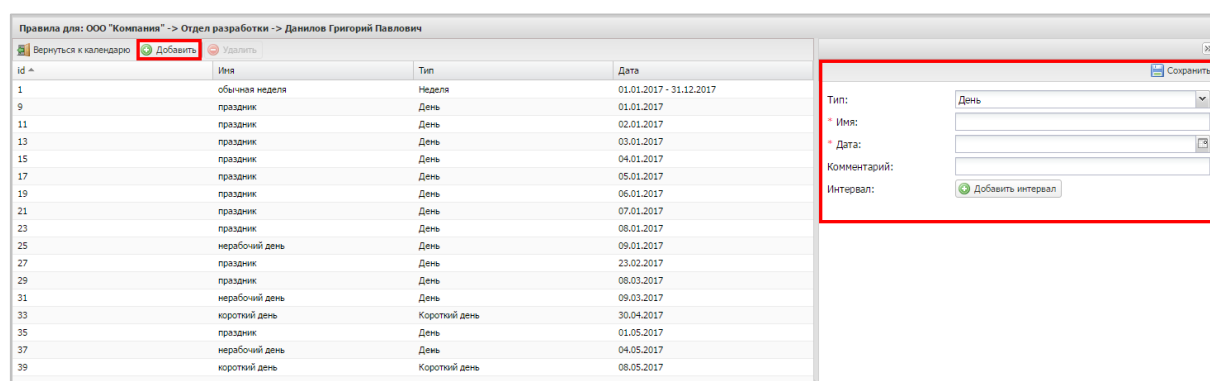 Правила для: ООО "Компания" -> Отдел разработки -> Данилов Григорий Павлович
Вернуться к календарю Добавить Удалить
Сохранить
id Имя Тип Дата
1 обычная неделя Неделя 01.01.2017 - 31.12.2017
9 праздник День 01.01.2017
11 праздник День 02.01.2017
13 праздник День 03.01.2017
15 праздник День 04.01.2017
17 праздник День 05.01.2017
19 праздник День 06.01.2017
21 праздник День 07.01.2017
23 праздник День 08.01.2017
25 нерабочий день День 09.01.2017
27 праздник День 23.02.2017
29 праздник День 08.03.2017
31 нерабочий день День 09.03.2017
33 короткий день Короткий день 30.04.2017
35 праздник День 01.05.2017
37 нерабочий день День 04.05.2017
39 короткий день Короткий день 08.05.2017
Тип: День
* Имя:
* Дата:
Комментарий:
Интервал: Добавить интервал